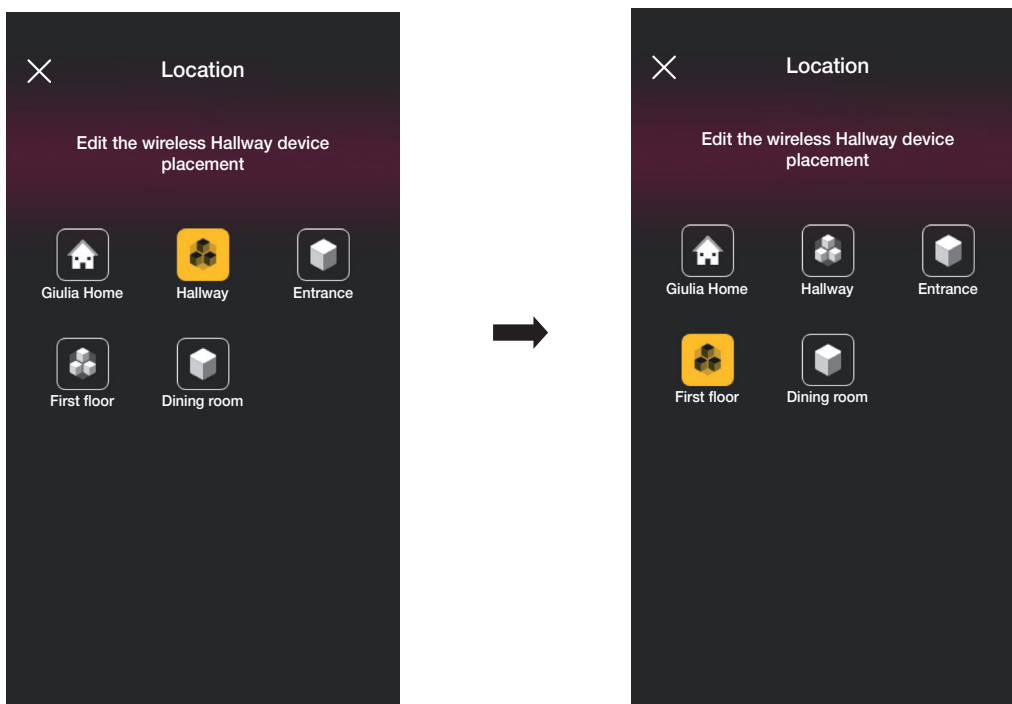 Location
Edit the wireless Hallway device
placement
Giulia Home
Hallway
Entrance
First floor
Dining room
Location
Edit the wireless Hallway device
placement
Giulia Home
Hallway
Entrance
First floor
Dining room